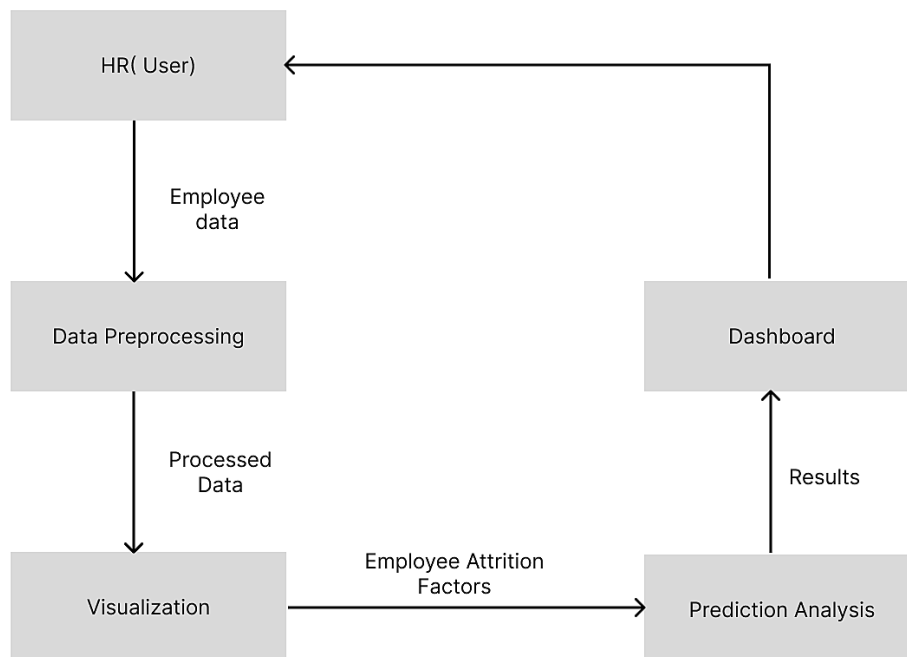 HR( User)
Employee
data
Data Preprocessing
Dashboard
Processed
Data
Results
Employee Attrition
Factors
Visualization
Prediction Analysis